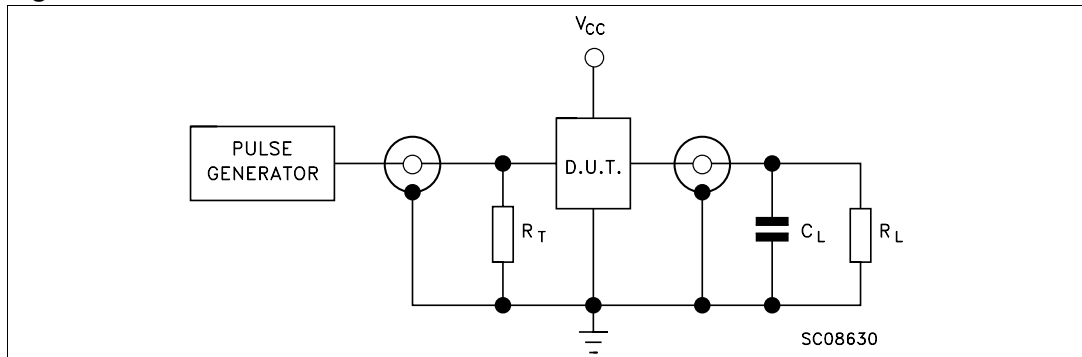 VCC
PULSE
GENERATOR
D.U.T.
RT
CL
RL
SC08630